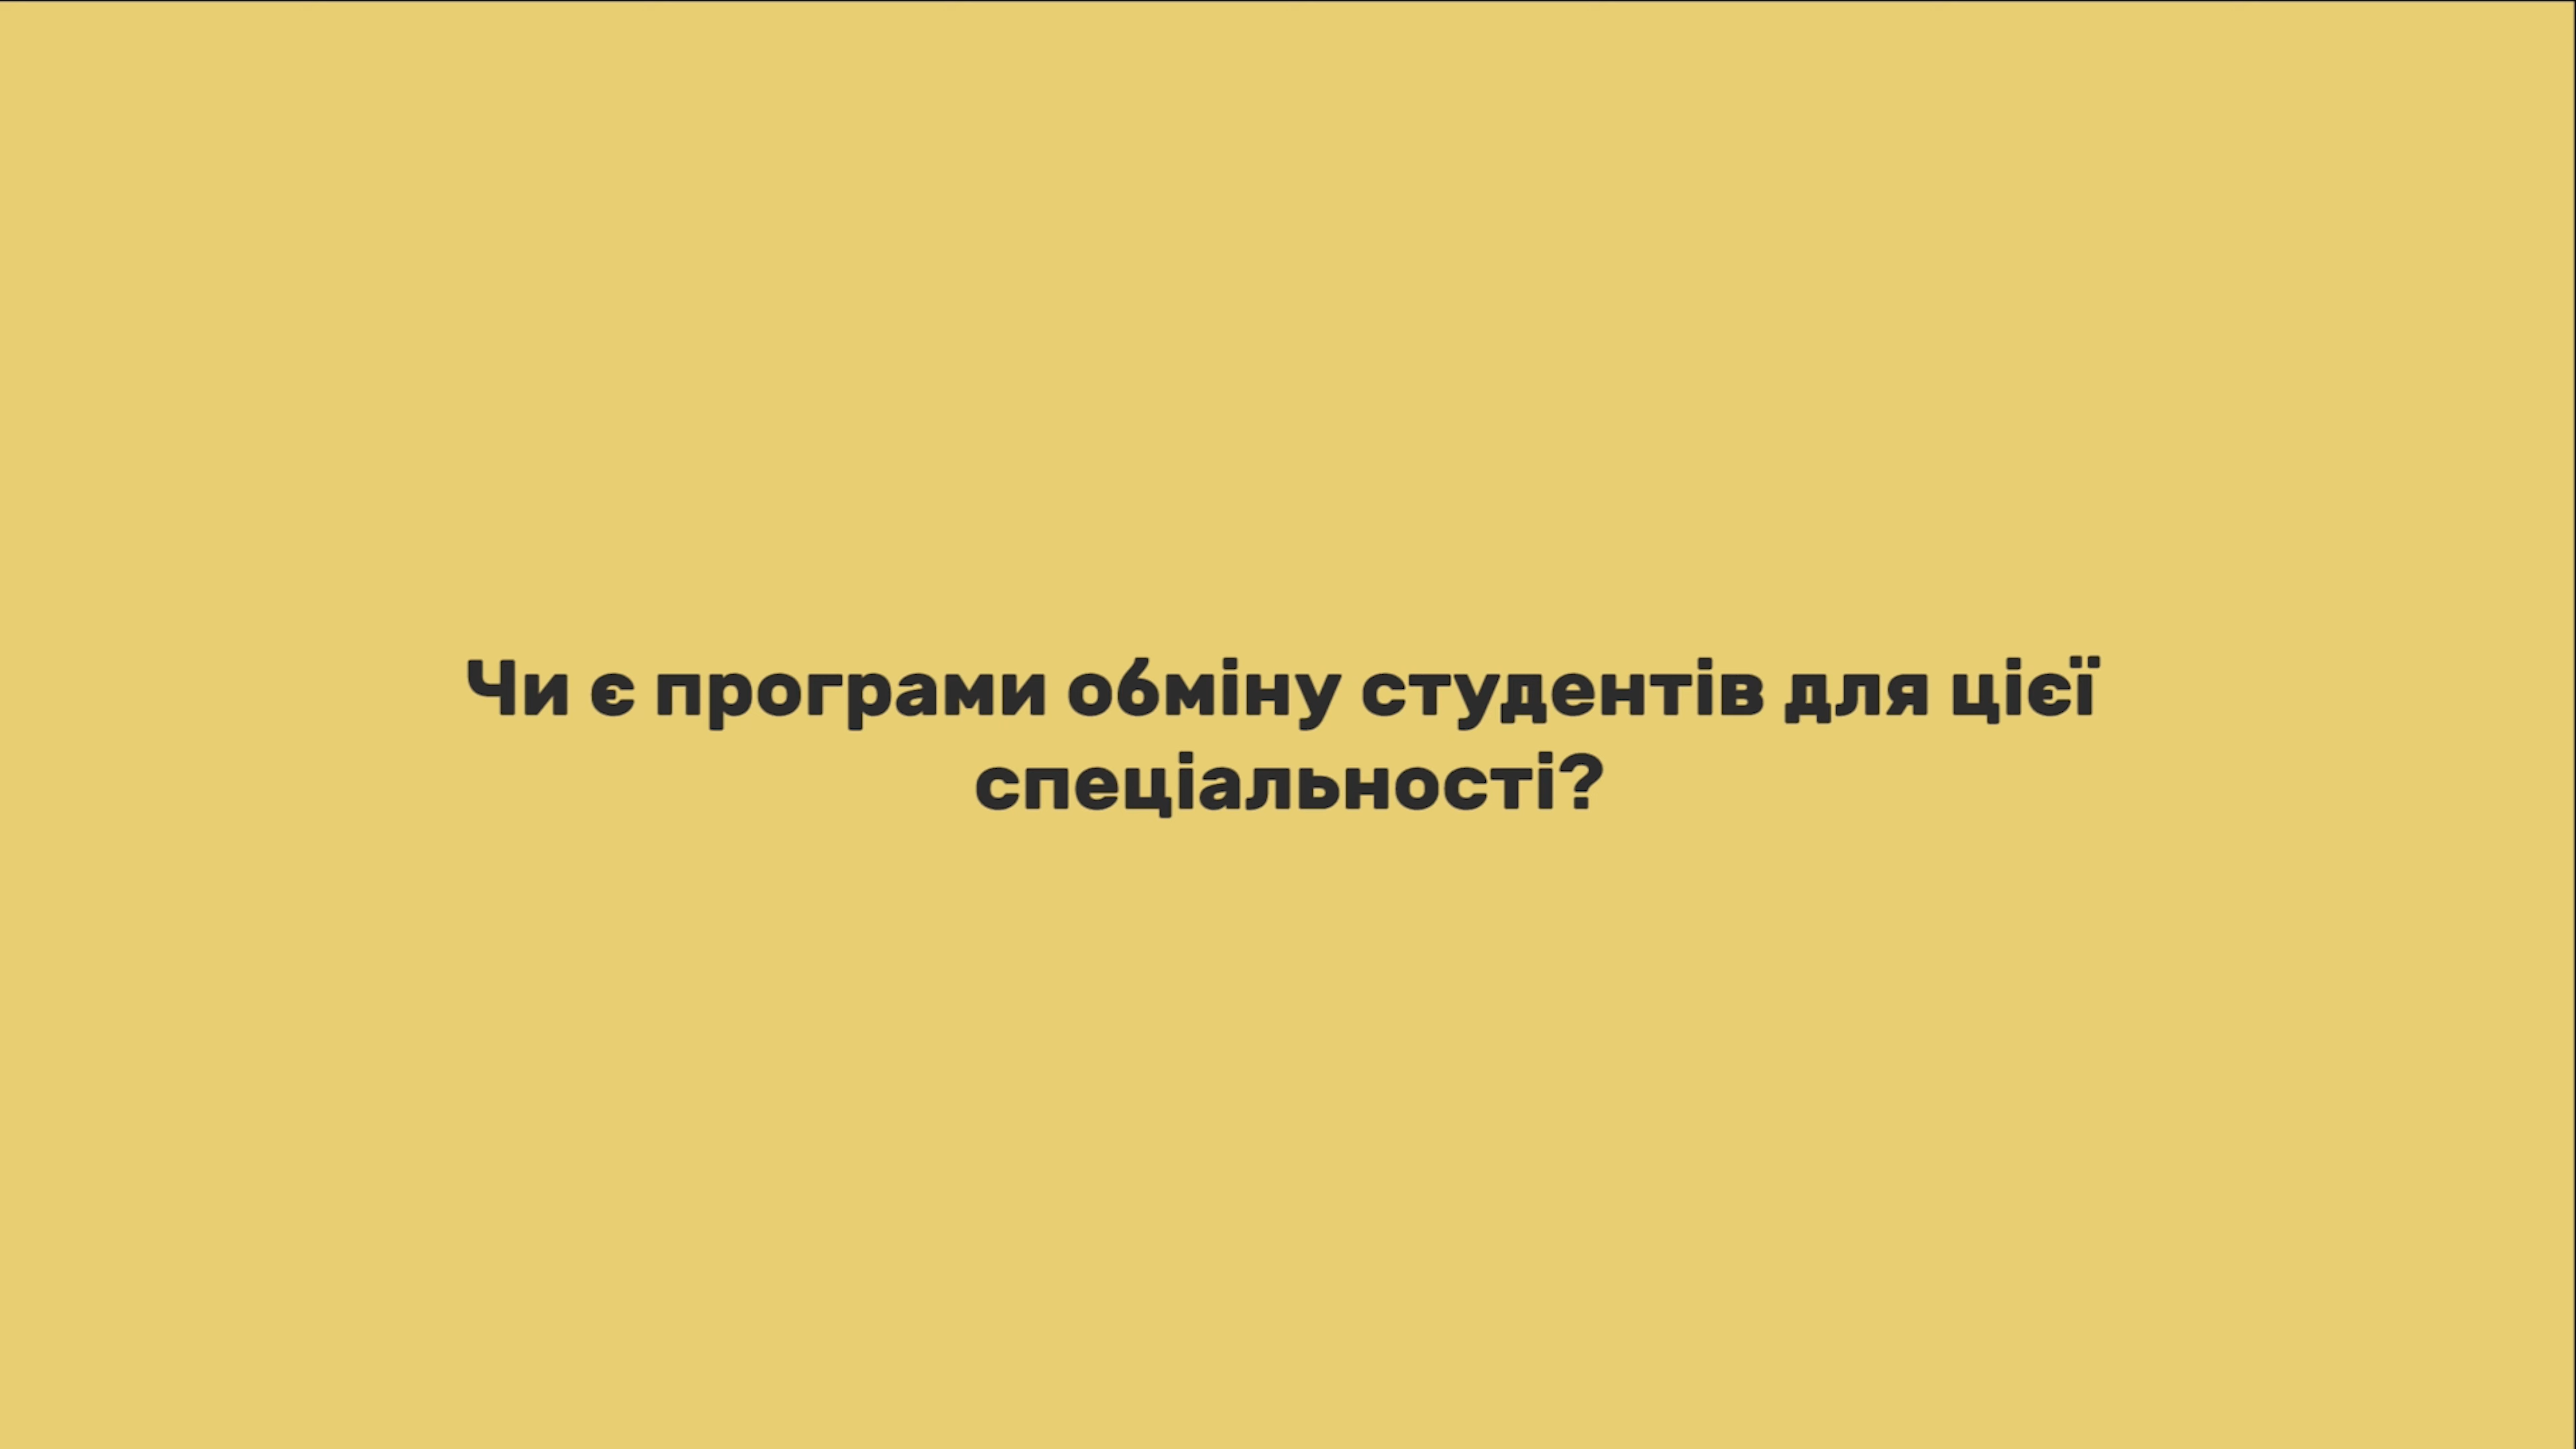 Чи є програми обміну студентів для цієї
спеціальності?